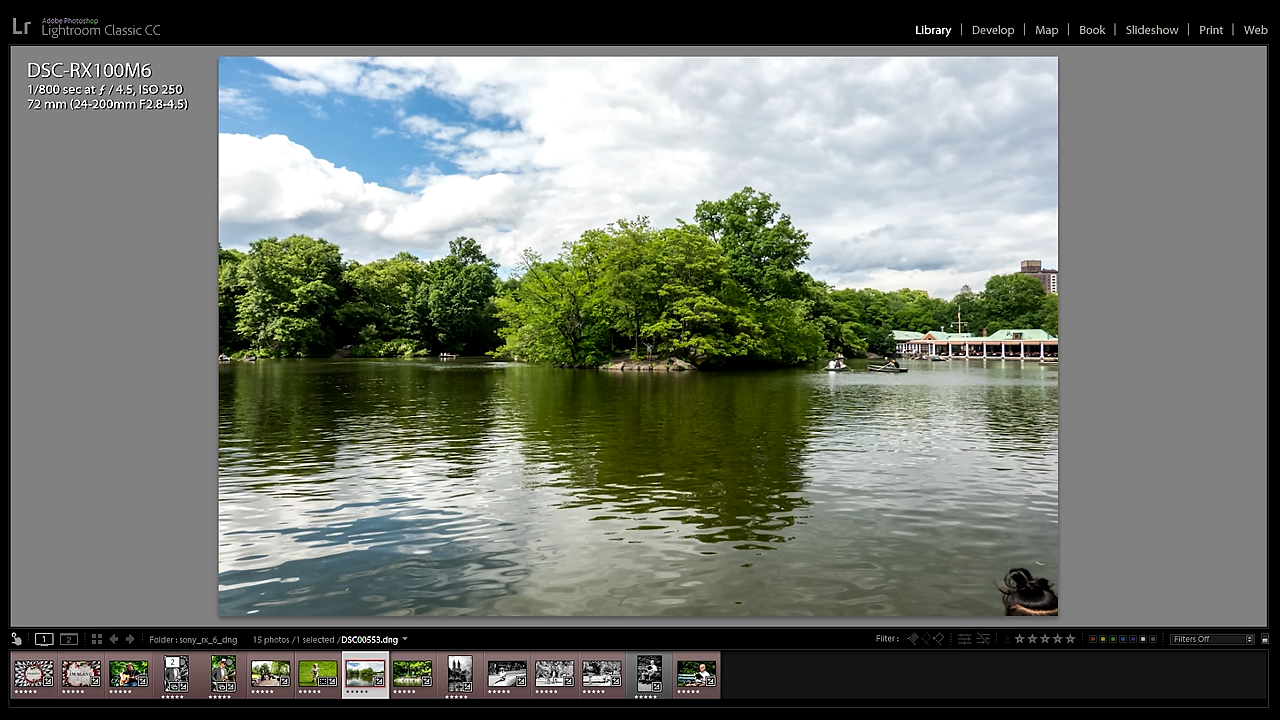 Lr Adobe Photoshop
Lightroom Classic CC
Library | Develop | Map | Book | Slideshow | Print | Web
DSC-RX100M6
1/800 sec at ƒ / 4.5, ISO 250
72 mm (24-200mm F2.8-4.5)
1 2 Folder : sony_rx_6_dng 15 photos / 1 selected / DSC00553.dng Filter : Filters Off
2
IMAGINE